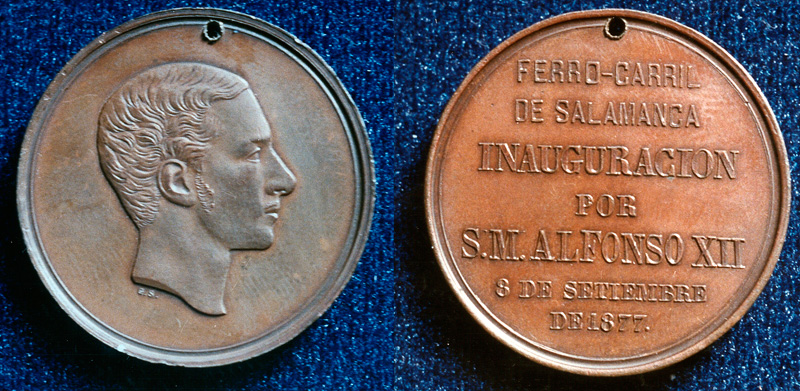 E.S.
FERRO-CARRIL
DE SALAMANCA
INAUGURACION
POR
S.M. ALFONSO XII
8 DE SETIEMBRE
DE 1877.